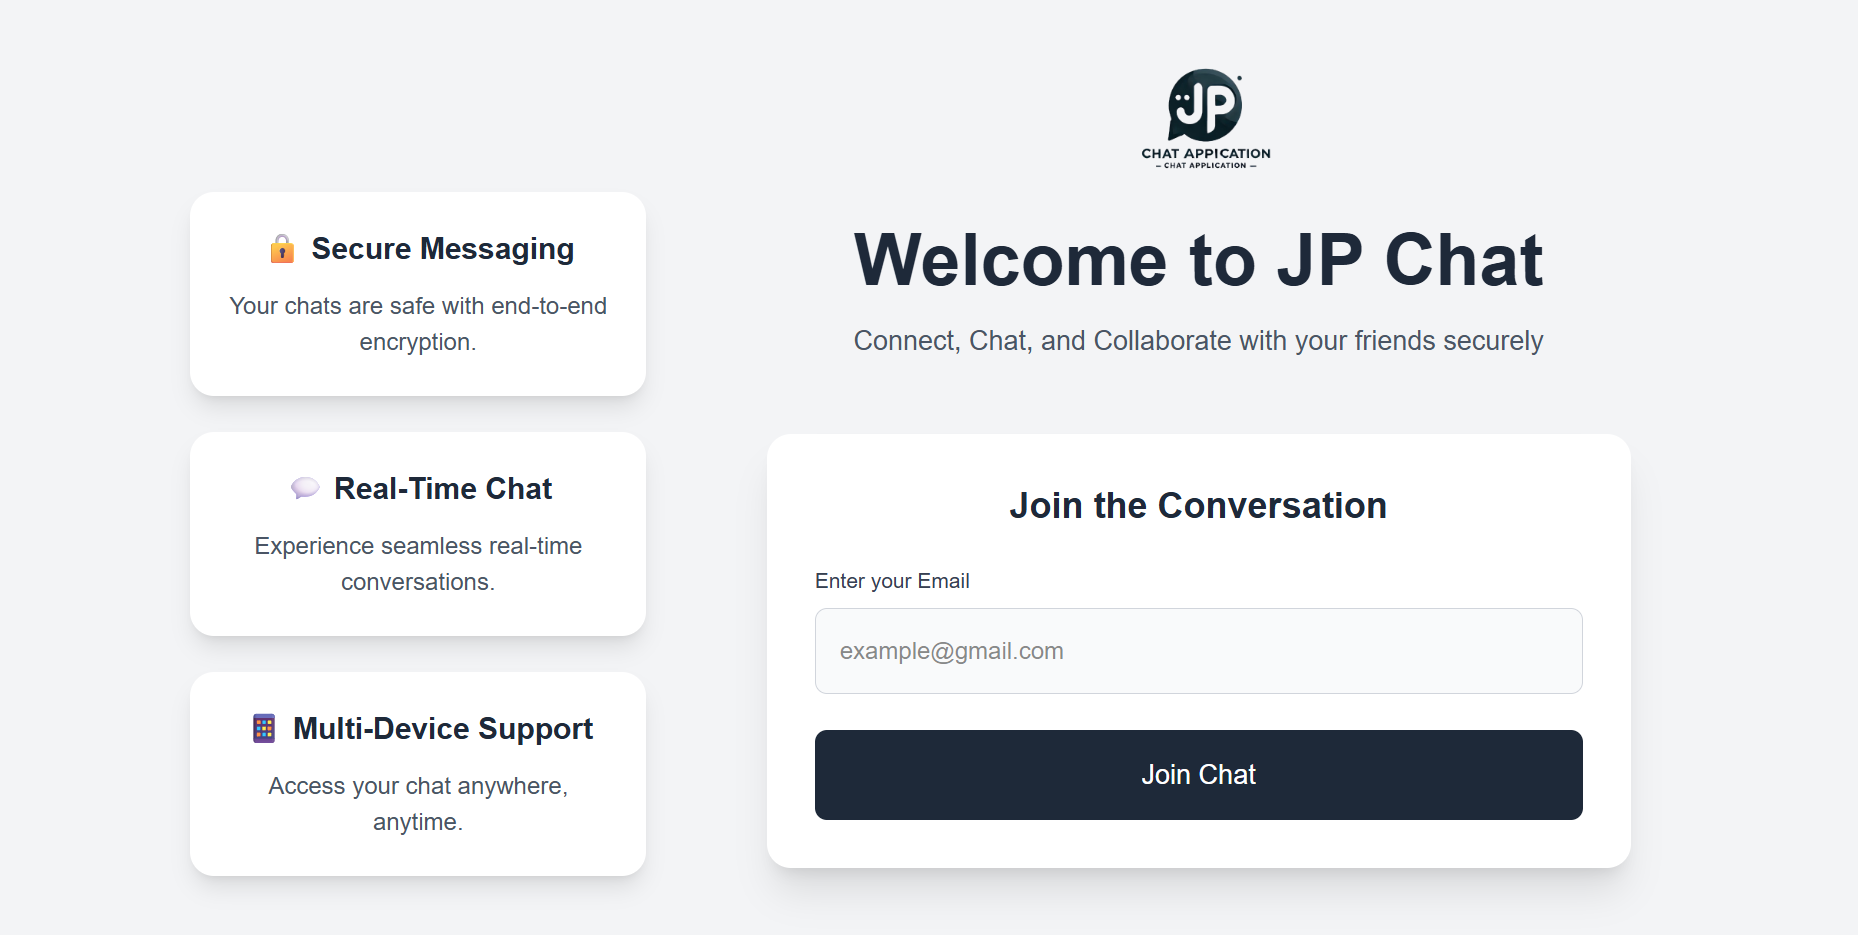 JP
CHAT APPICATION
– CHAT APPLICATION –
Welcome to JP Chat
Connect, Chat, and Collaborate with your friends securely
🔒 Secure Messaging
Your chats are safe with end-to-end
encryption.
💬 Real-Time Chat
Experience seamless real-time
conversations.
📱 Multi-Device Support
Access your chat anywhere,
anytime.
Join the Conversation
Enter your Email
example@gmail.com
Join Chat